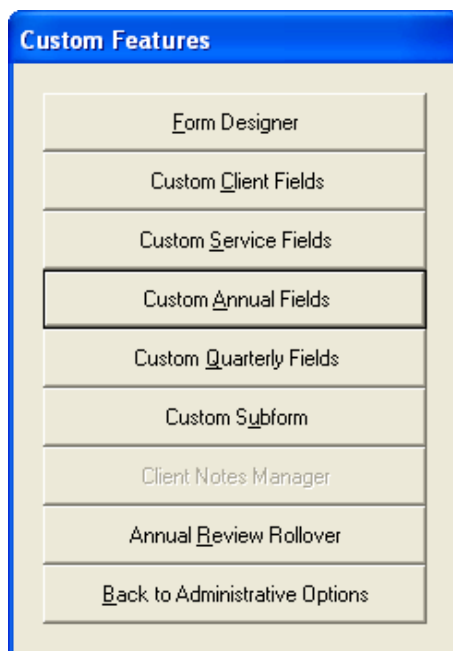 Custom Features
Form Designer
Custom Client Fields
Custom Service Fields
Custom Annual Fields
Custom Quarterly Fields
Custom Subform
Client Notes Manager
Annual Review Rollover
Back to Administrative Options